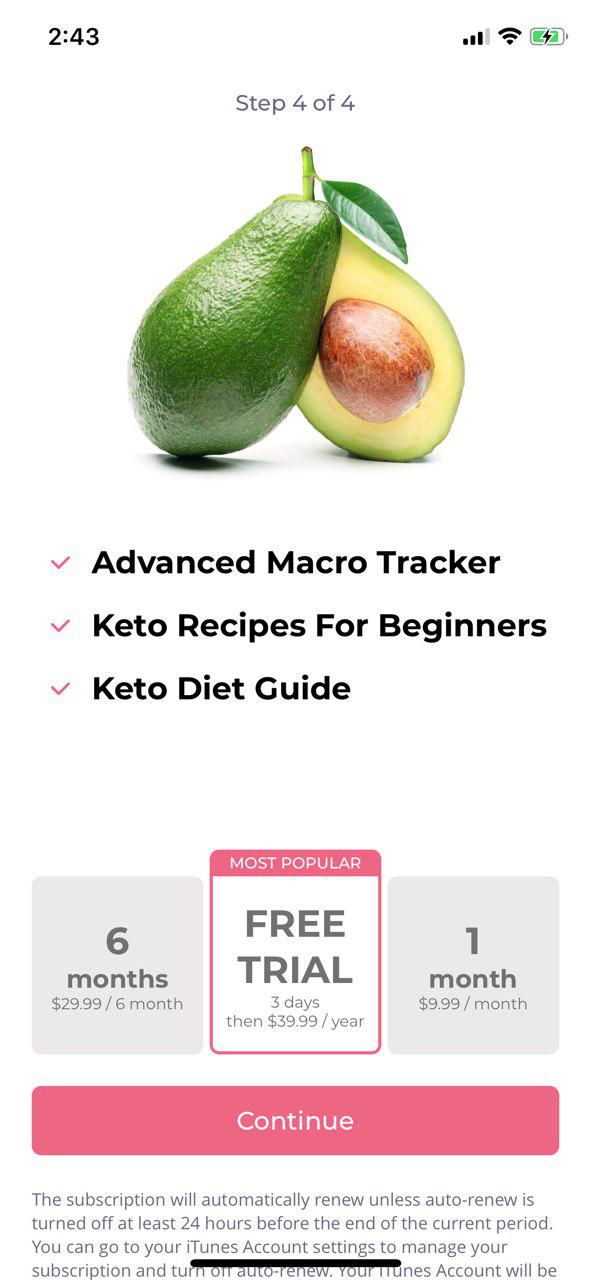 2:43
Step 4 of 4
Advanced Macro Tracker
Keto Recipes For Beginners
Keto Diet Guide
MOST POPULAR
6
months
$29.99 / 6 month
FREE
TRIAL
3 days
then $39.99 / year
1
month
$9.99 / month
Continue
The subscription will automatically renew unless auto-renew is
turned off at least 24 hours before the end of the current period.
You can go to your iTunes Account settings to manage your
subscription and turn off auto-renew. Your iTunes Account will be